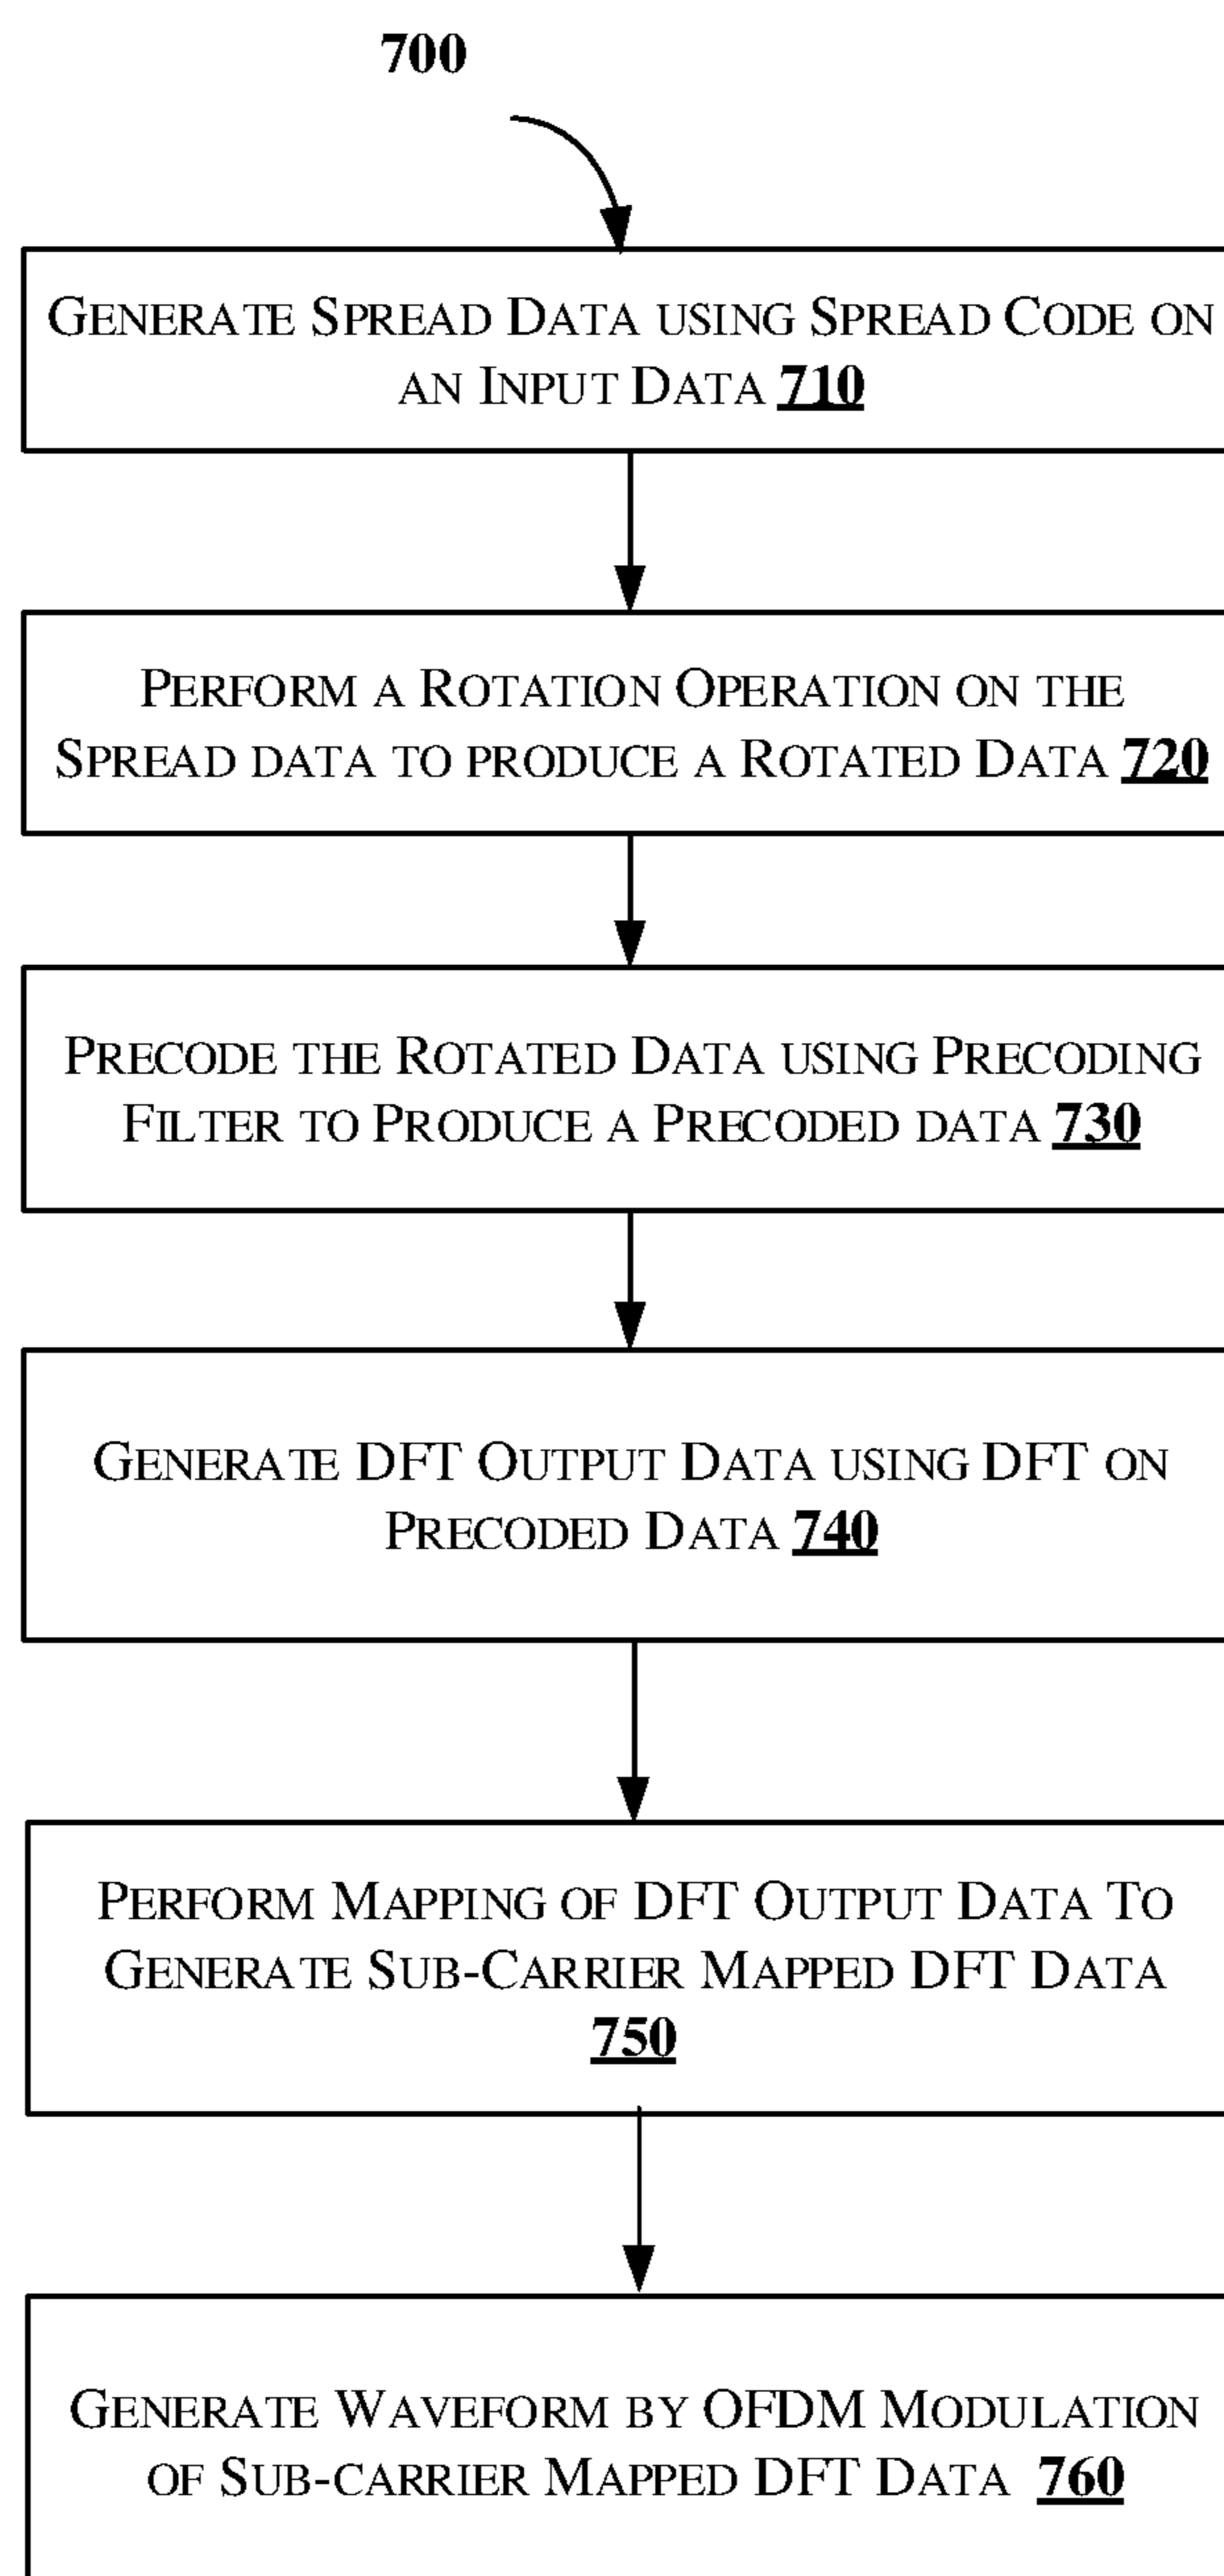 700
Generate Spread Data using Spread Code on
an Input Data 710
Perform a Rotation Operation on the
Spread data to produce a Rotated Data 720
Precode the Rotated Data using Precoding
Filter to Produce a Precoded data 730
Generate DFT Output Data using DFT on
Precoded Data 740
Perform Mapping of DFT Output Data To
Generate Sub-Carrier Mapped DFT Data
750
Generate Waveform by OFDM Modulation
of Sub-carrier Mapped DFT Data 760